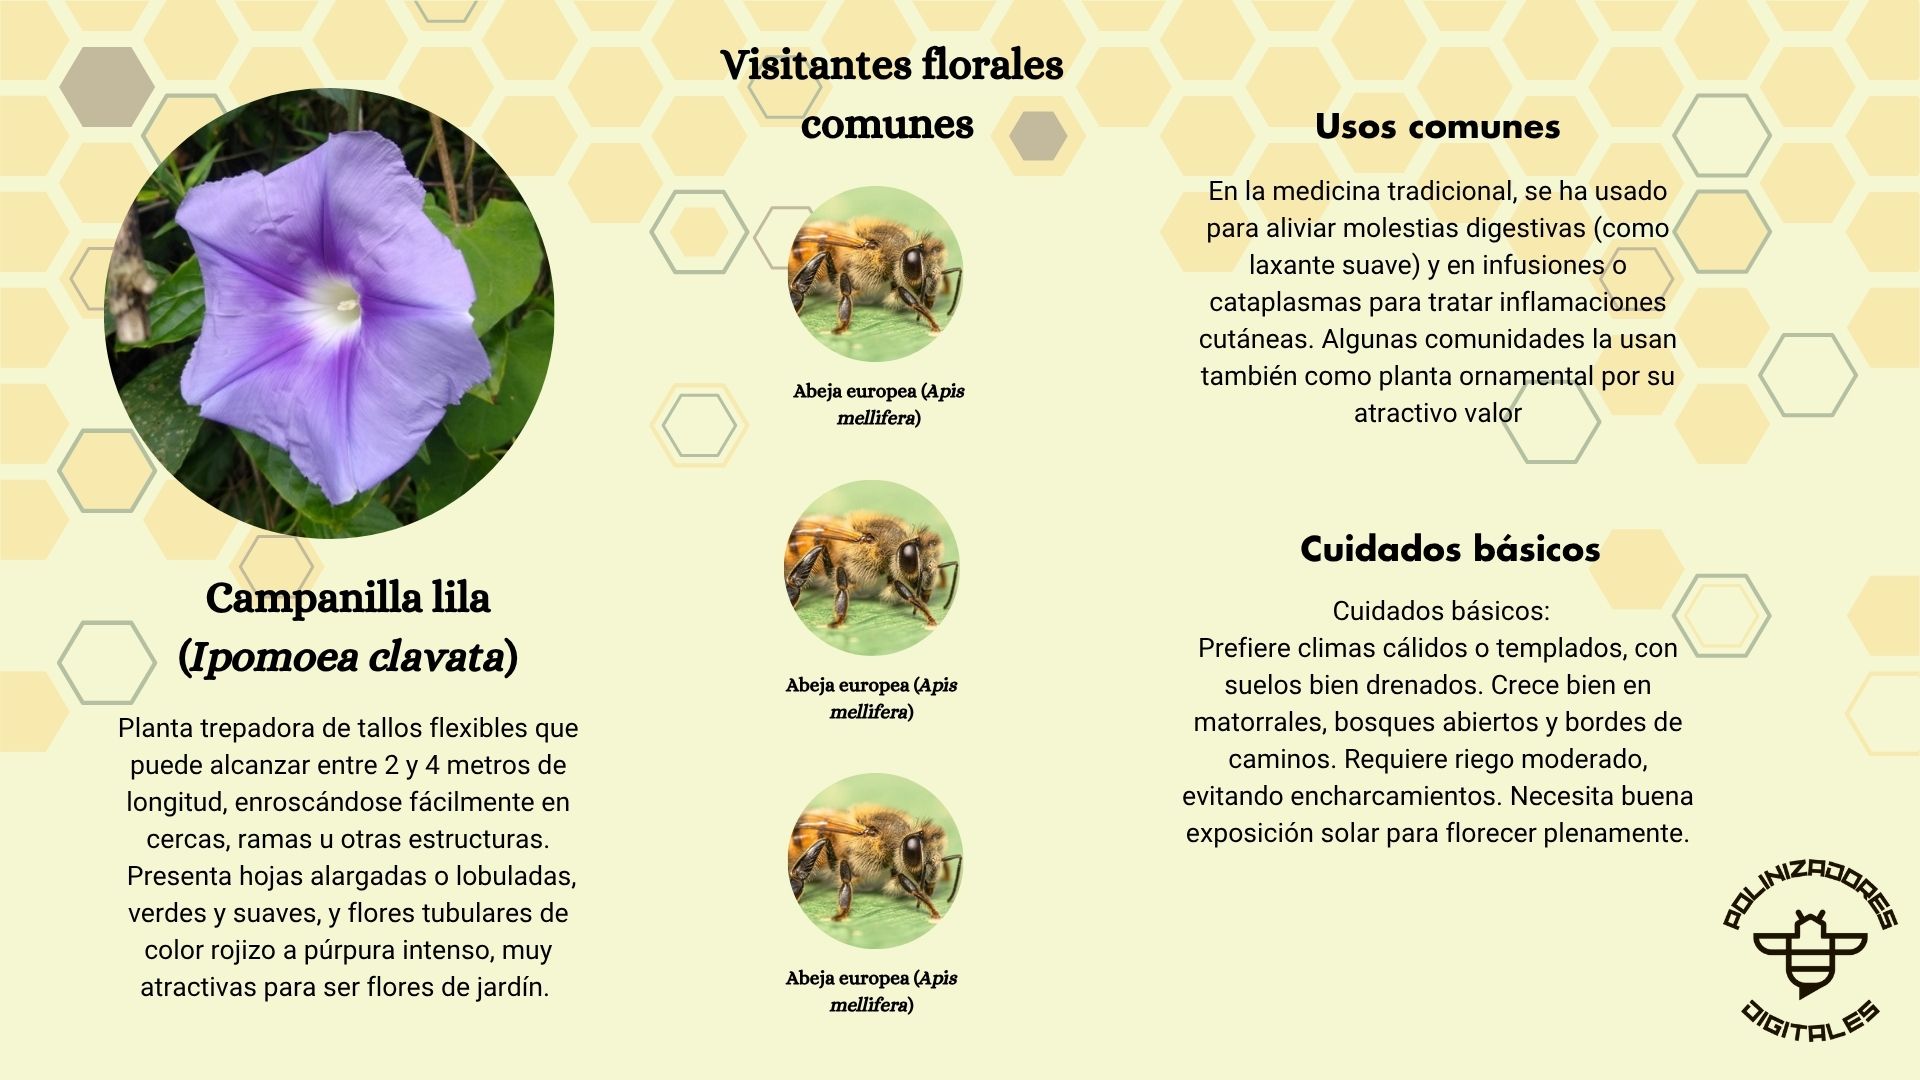 Campanilla lila
(Ipomoea clavata)
Planta trepadora de tallos flexibles que
puede alcanzar entre 2 y 4 metros de
longitud, enroscándose fácilmente en
cercas, ramas u otras estructuras.
Presenta hojas alargadas o lobuladas,
verdes y suaves, y flores tubulares de
color rojizo a púrpura intenso, muy
atractivas para ser flores de jardín.
Visitantes florales
comunes
Abeja europea (Apis
mellifera)
Abeja europea (Apis
mellifera)
Abeja europea (Apis
mellifera)
Usos comunes
En la medicina tradicional, se ha usado
para aliviar molestias digestivas (como
laxante suave) y en infusiones o
cataplasmas para tratar inflamaciones
cutáneas. Algunas comunidades la usan
también como planta ornamental por su
atractivo valor
Cuidados básicos
Cuidados básicos:
Prefiere climas cálidos o templados, con
suelos bien drenados. Crece bien en
matorrales, bosques abiertos y bordes de
caminos. Requiere riego moderado,
evitando encharcamientos. Necesita buena
exposición solar para florecer plenamente.
POLINIZADORES
DIGITALES